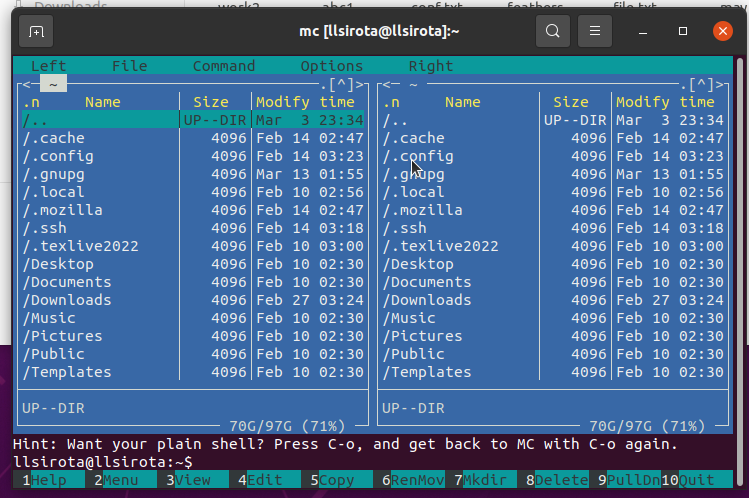 Downloads work2 abc1 conf.txt feathers file.txt may
mc [llsirota@llsirota]:~
Left File Command Options Right
<─ ~ .[^]> <─ ~ .[^]>
.n Name Size Modify time .n Name Size Modify time
/.. UP--DIR Mar 3 23:34 /.. UP--DIR Mar 3 23:34
/.cache 4096 Feb 14 02:47 /.cache 4096 Feb 14 02:47
/.config 4096 Feb 14 03:23 /.config 4096 Feb 14 03:23
/.gnupg 4096 Mar 13 01:55 /.gnupg 4096 Mar 13 01:55
/.local 4096 Feb 10 02:56 /.local 4096 Feb 10 02:56
/.mozilla 4096 Feb 14 02:47 /.mozilla 4096 Feb 14 02:47
/.ssh 4096 Feb 14 03:18 /.ssh 4096 Feb 14 03:18
/.texlive2022 4096 Feb 10 03:00 /.texlive2022 4096 Feb 10 03:00
/Desktop 4096 Feb 10 02:30 /Desktop 4096 Feb 10 02:30
/Documents 4096 Feb 10 02:30 /Documents 4096 Feb 10 02:30
/Downloads 4096 Feb 27 03:24 /Downloads 4096 Feb 27 03:24
/Music 4096 Feb 10 02:30 /Music 4096 Feb 10 02:30
/Pictures 4096 Feb 10 02:30 /Pictures 4096 Feb 10 02:30
/Public 4096 Feb 10 02:30 /Public 4096 Feb 10 02:30
/Templates 4096 Feb 10 02:30 /Templates 4096 Feb 10 02:30
UP--DIR UP--DIR
70G/97G (71%) 70G/97G (71%)
Hint: Want your plain shell? Press C-o, and get back to MC with C-o again.
llsirota@llsirota:~$
1Help 2Menu 3View 4Edit 5Copy 6RenMov 7Mkdir 8Delete 9PullDn 10Quit